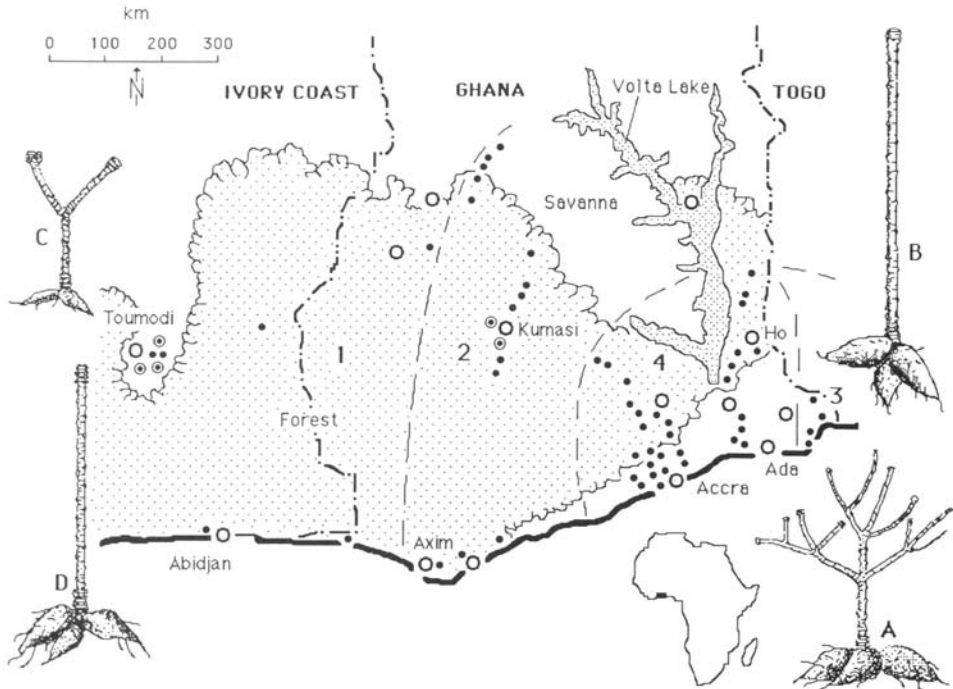 km
0 100 200 300
N
IVORY COAST GHANA TOGO
Volta Lake
Savanna
C
B
Toumodi
Kumasi
Ho
1 2 4
3
Forest
Ada
Accra
Axim
Abidjan
D
A